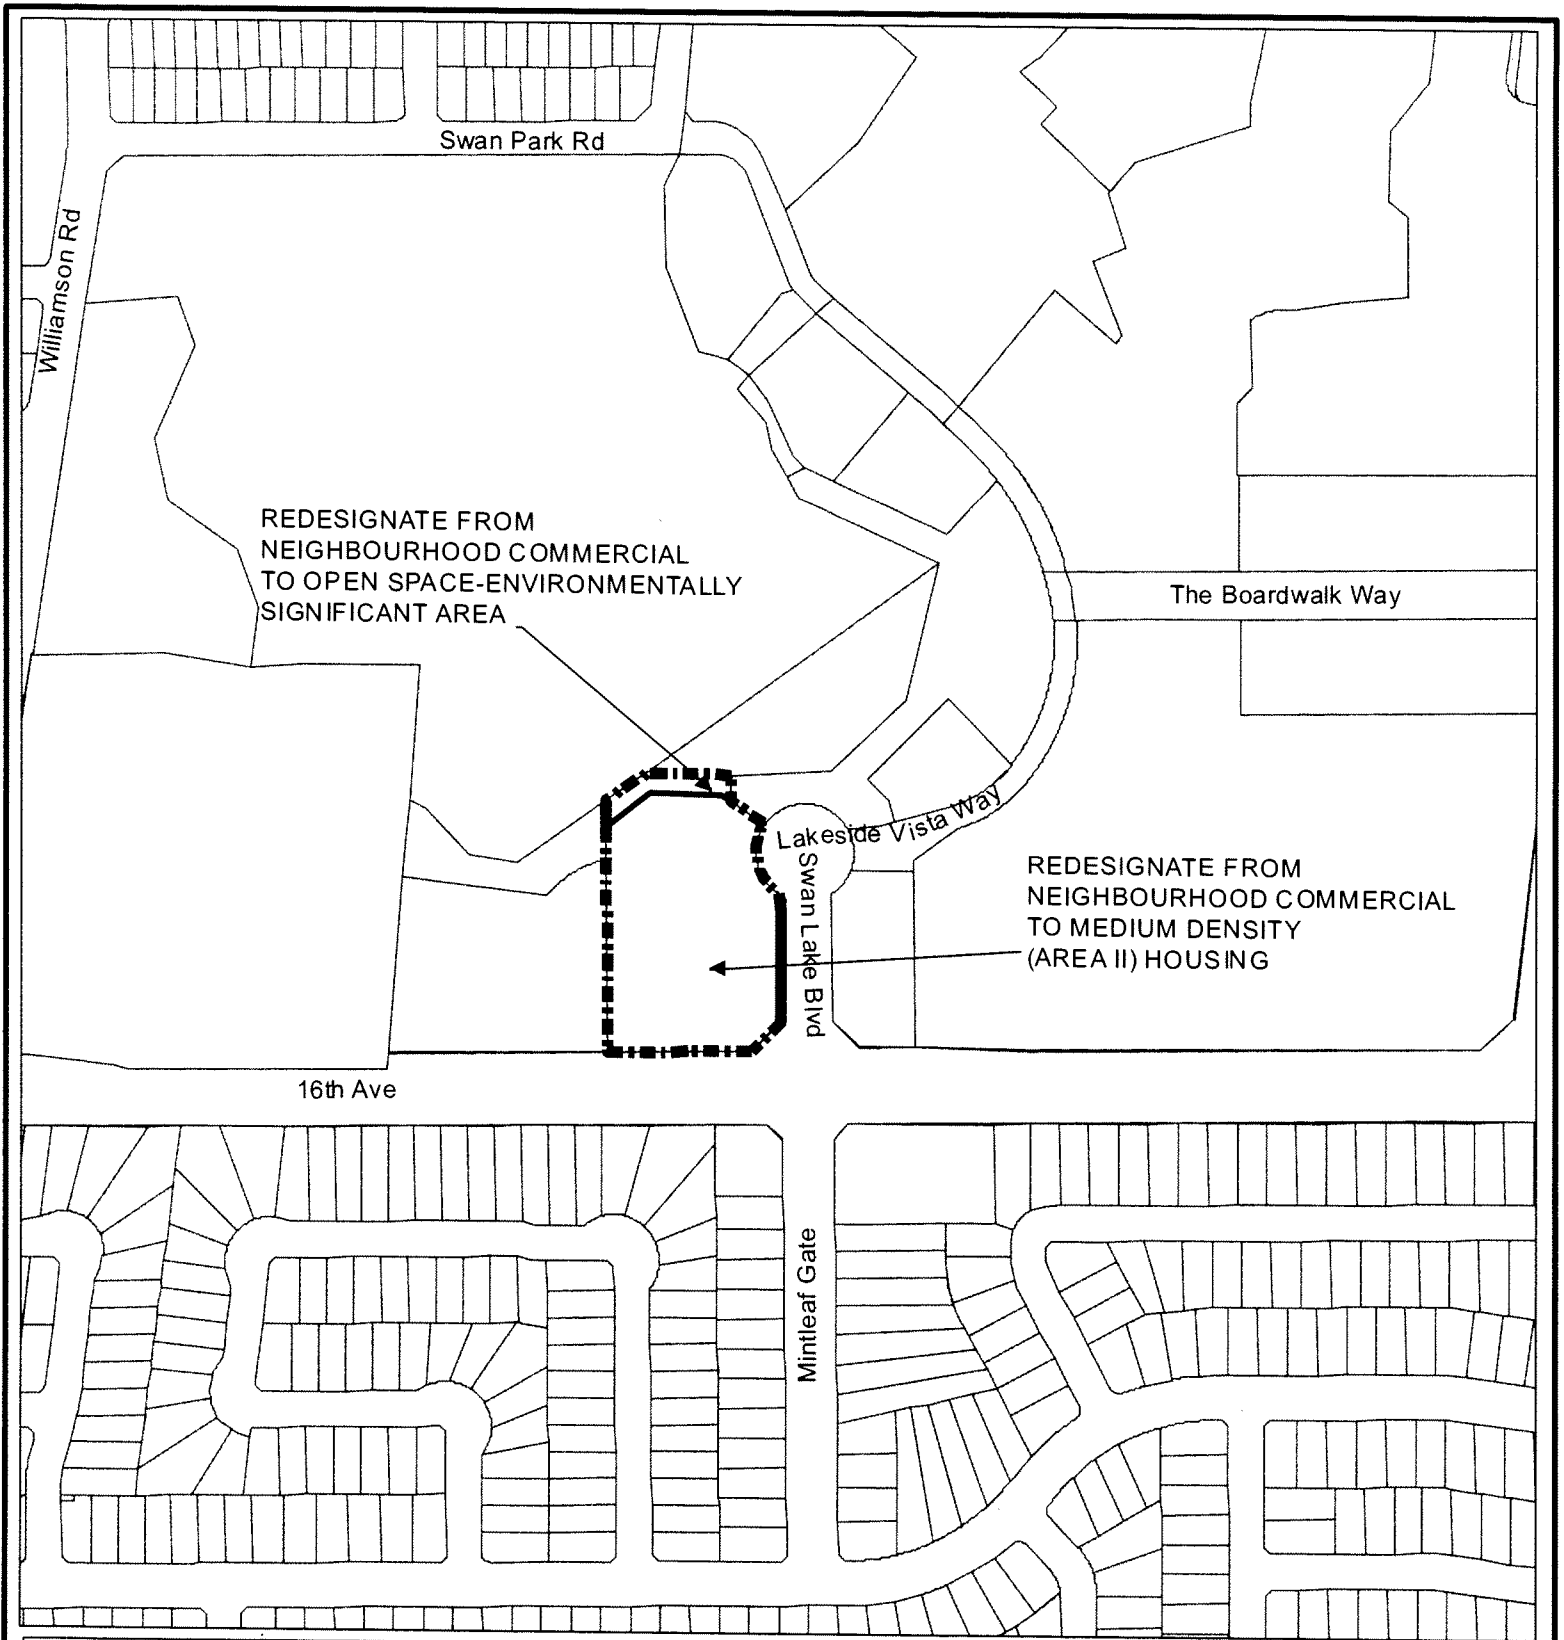 Swan Park Rd
Williamson Rd
REDESIGNATE FROM
NEIGHBOURHOOD COMMERCIAL
TO OPEN SPACE-ENVIRONMENTALLY
SIGNIFICANT AREA
The Boardwalk Way
Lakeside Vista Way
Swan Lake Blvd
REDESIGNATE FROM
NEIGHBOURHOOD COMMERCIAL
TO MEDIUM DENSITY
(AREA II) HOUSING
16th Ave
Mintleaf Gate